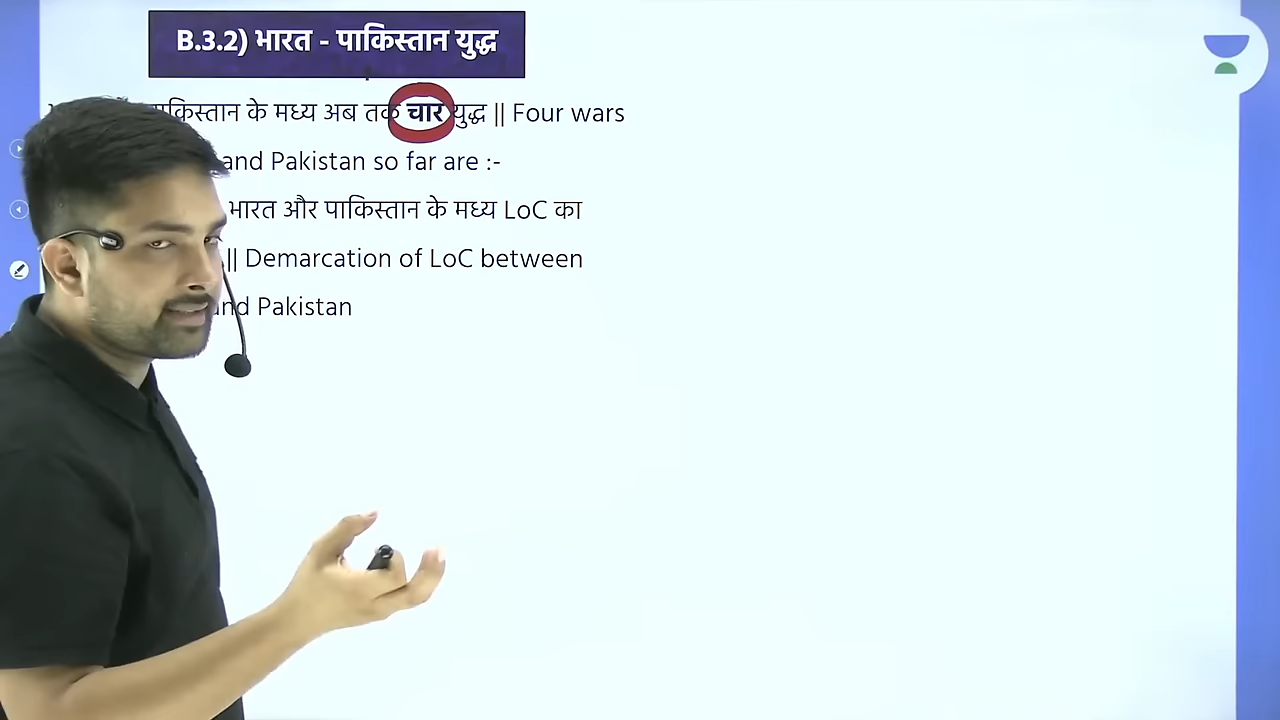 B.3.2) भारत - पाकिस्तान युद्ध
के मध्य अब तक चार युद्ध || Four wars
and Pakistan so far are :-
भारत और पाकिस्तान के मध्य LoC का
|| Demarcation of LoC between
and Pakistan